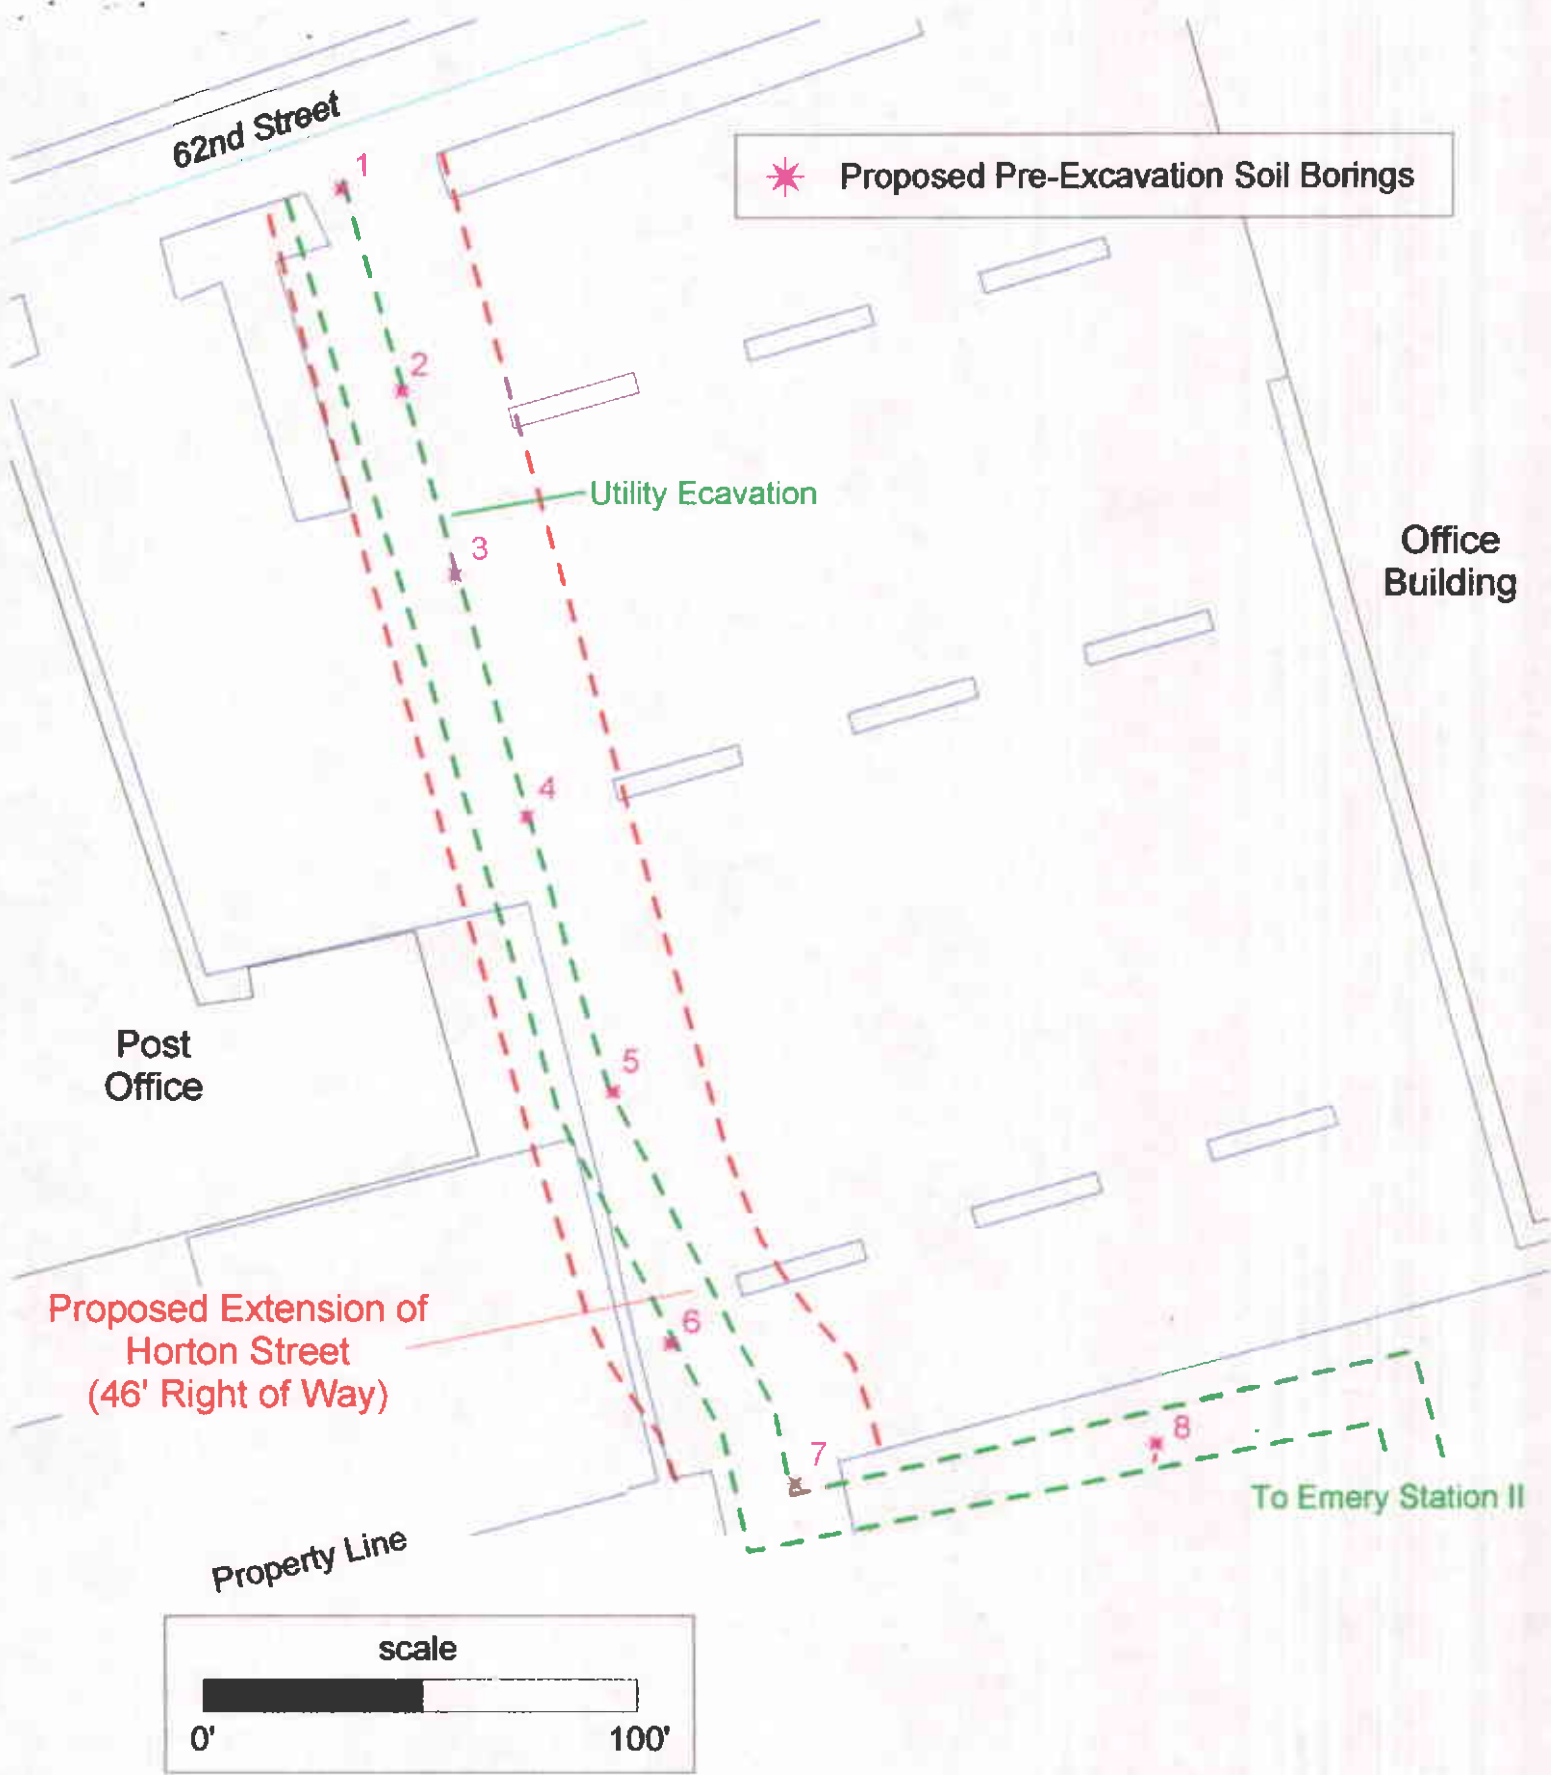 62nd Street
1
Proposed Pre-Excavation Soil Borings
2
Utility Ecavation
3
Office
Building
4
Post
Office
5
Proposed Extension of
Horton Street
(46' Right of Way)
6
7
8
To Emery Station II
Property Line
scale
0'
100'